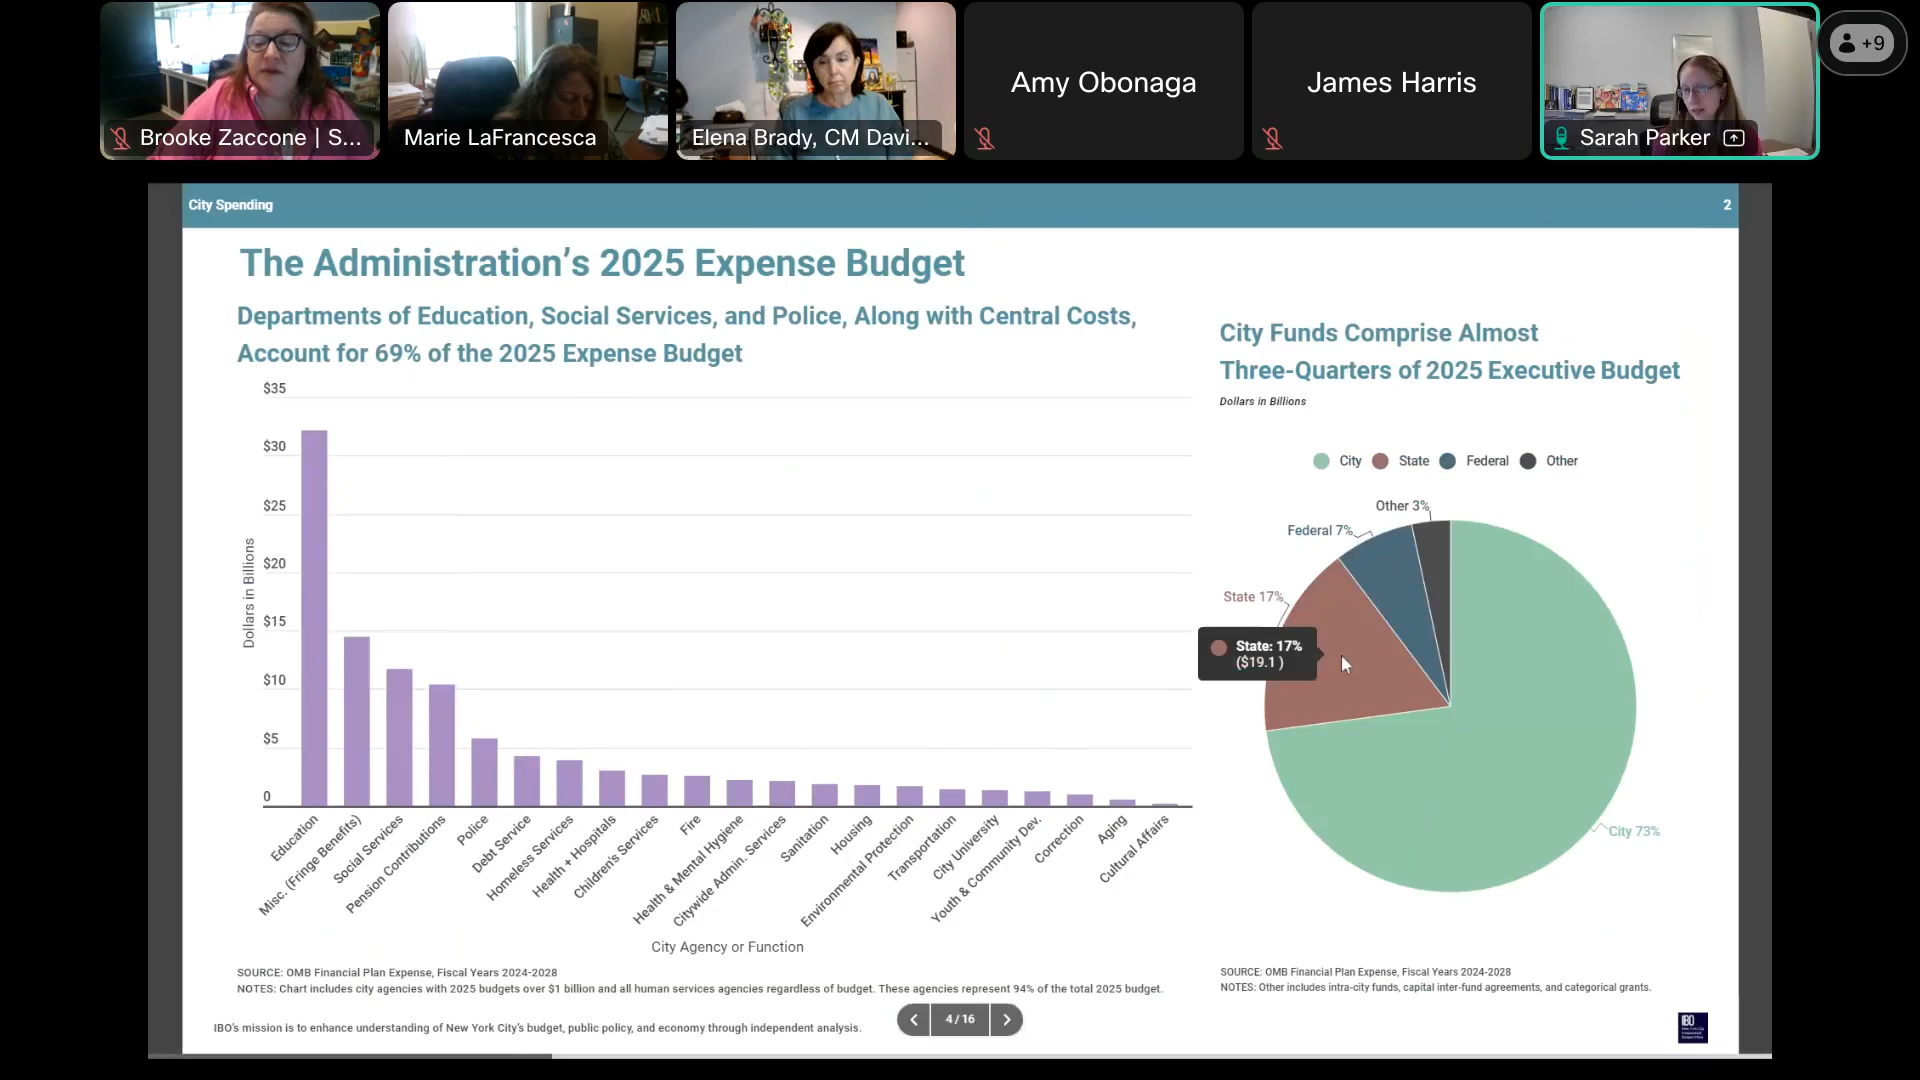 Brooke Zaccone | S...
Marie LaFrancesca
Elena Brady, CM Davi...
Amy Obonaga
James Harris
Sarah Parker
+9
City Spending
2
The Administration’s 2025 Expense Budget
Departments of Education, Social Services, and Police, Along with Central Costs,
Account for 69% of the 2025 Expense Budget
$35
$30
$25
$20
$15
$10
$5
0
Dollars in Billions
Education
Misc. (Fringe Benefits)
Social Services
Pension Contributions
Police
Debt Service
Homeless Services
Health + Hospitals
Children's Services
Fire
Health & Mental Hygiene
Citywide Admin. Services
Sanitation
Housing
Environmental Protection
Transportation
City University
Youth & Community Dev.
Correction
Aging
Cultural Affairs
City Agency or Function
SOURCE: OMB Financial Plan Expense, Fiscal Years 2024-2028
NOTES: Chart includes city agencies with 2025 budgets over $1 billion and all human services agencies regardless of budget. These agencies represent 94% of the total 2025 budget.
City Funds Comprise Almost
Three-Quarters of 2025 Executive Budget
Dollars in Billions
City State Federal Other
Other 3%
Federal 7%
State 17%
State: 17%
($19.1 )
City 73%
SOURCE: OMB Financial Plan Expense, Fiscal Years 2024-2028
NOTES: Other includes intra-city funds, capital inter-fund agreements, and categorical grants.
IBO’s mission is to enhance understanding of New York City’s budget, public policy, and economy through independent analysis.
4 / 16
IBO